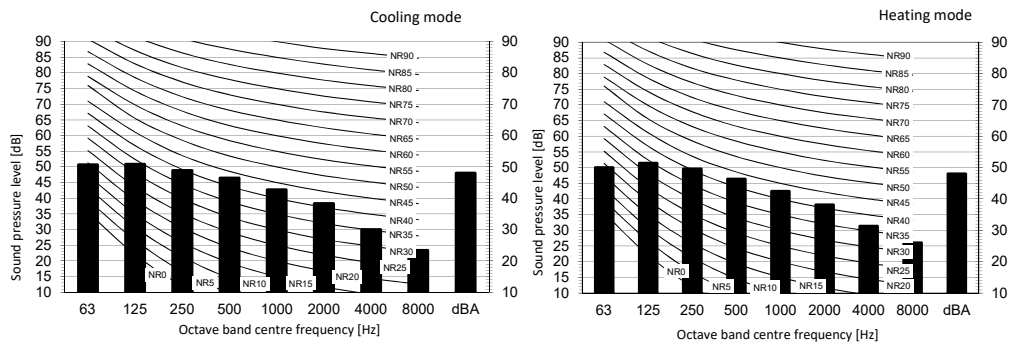 Cooling mode
90
85
80
75
70
65
60
55
50
45
40
35
30
25
20
15
10
Sound pressure level [dB]
90
80
70
60
50
40
30
20
10
NR90
NR85
NR80
NR75
NR70
NR65
NR60
NR55
NR50
NR45
NR40
NR35
NR30
NR25
NR20
NR15
NR10
NR5
NR0
63 125 250 500 1000 2000 4000 8000 dBA
Octave band centre frequency [Hz]
Heating mode
90
85
80
75
70
65
60
55
50
45
40
35
30
25
20
15
10
Sound pressure level [dB]
90
80
70
60
50
40
30
20
10
NR90
NR85
NR80
NR75
NR70
NR65
NR60
NR55
NR50
NR45
NR40
NR35
NR30
NR25
NR20
NR15
NR10
NR5
NR0
63 125 250 500 1000 2000 4000 8000 dBA
Octave band centre frequency [Hz]